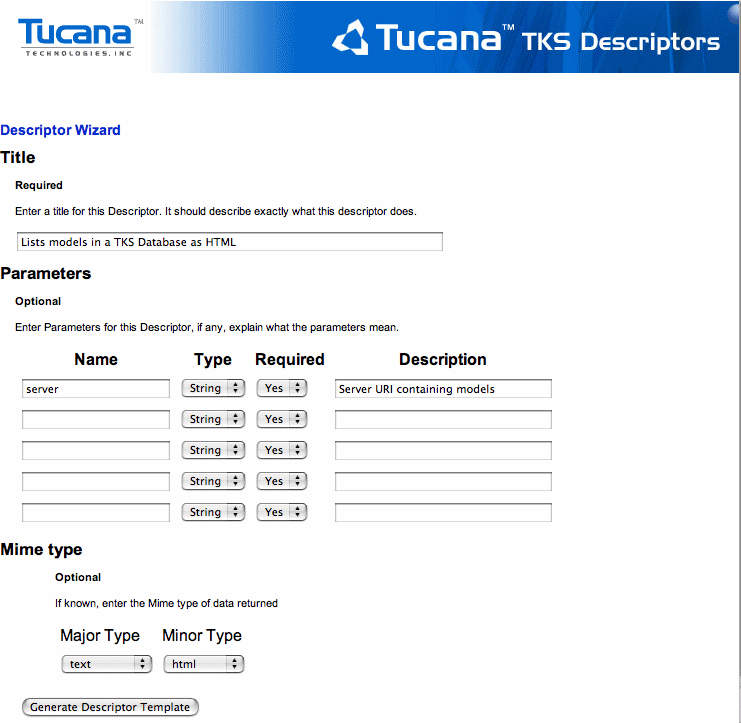 Tucana™
TECHNOLOGIES, INC
Tucana™ TKS Descriptors
Descriptor Wizard
Title
Required
Enter a title for this Descriptor. It should describe exactly what this descriptor does.
Lists models in a TKS Database as HTML
Parameters
Optional
Enter Parameters for this Descriptor, if any, explain what the parameters mean.
Name Type Required Description
server String Yes Server URI containing models
String Yes
String Yes
String Yes
String Yes
Mime type
Optional
If known, enter the Mime type of data returned
Major Type Minor Type
text html
Generate Descriptor Template